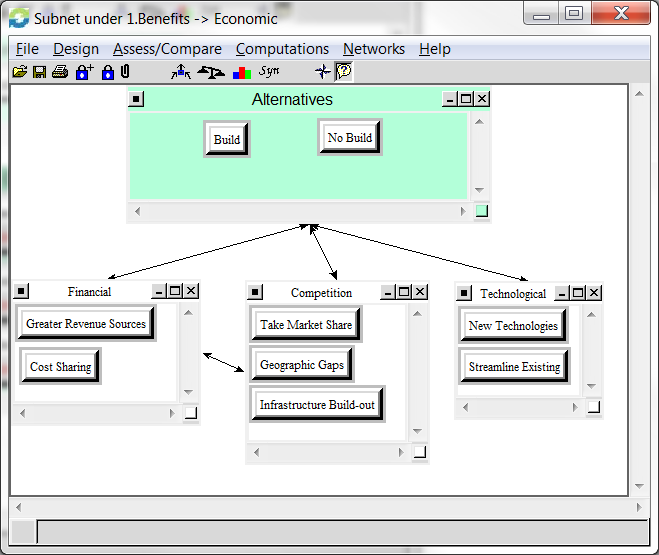 Subnet under 1.Benefits -> Economic
File Design Assess/Compare Computations Networks Help
Syn
Alternatives
Build
No Build
Financial
Greater Revenue Sources
Cost Sharing
Competition
Take Market Share
Geographic Gaps
Infrastructure Build-out
Technological
New Technologies
Streamline Existing